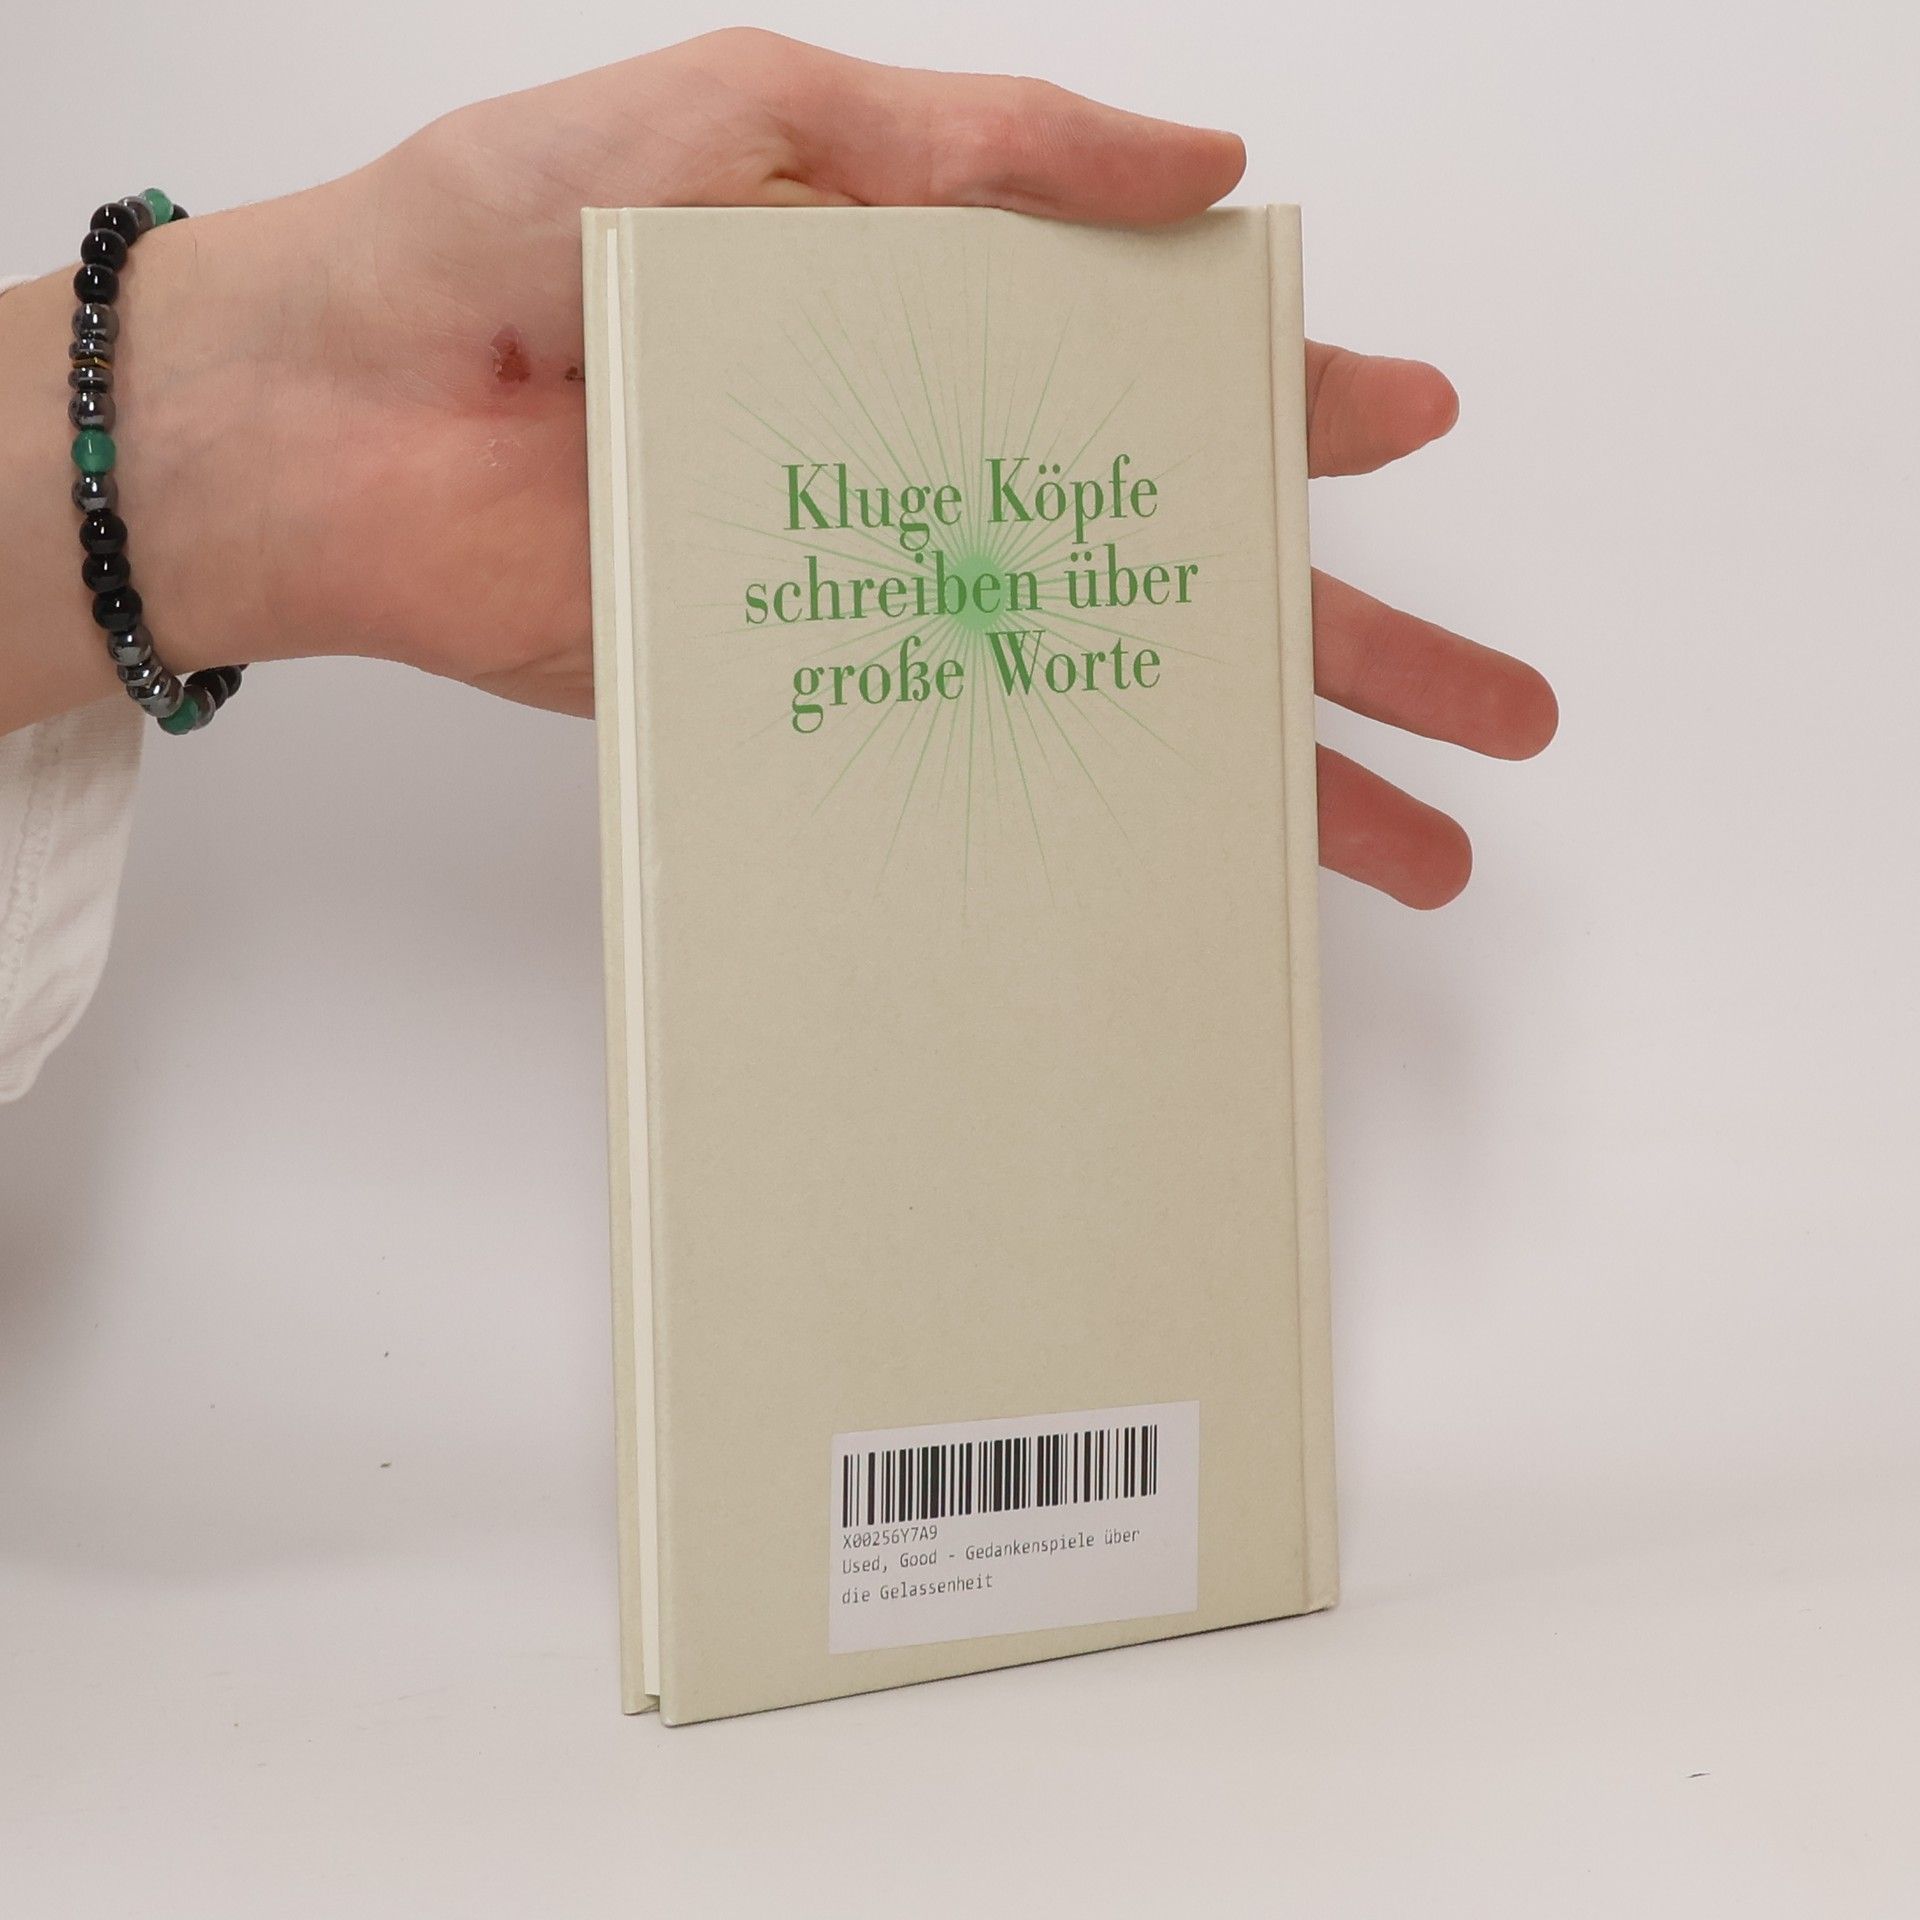 Kluge Köpfe
schreiben über
große Worte
X00256Y7A9
Used, Good - Gedankenspiele über
die Gelassenheit